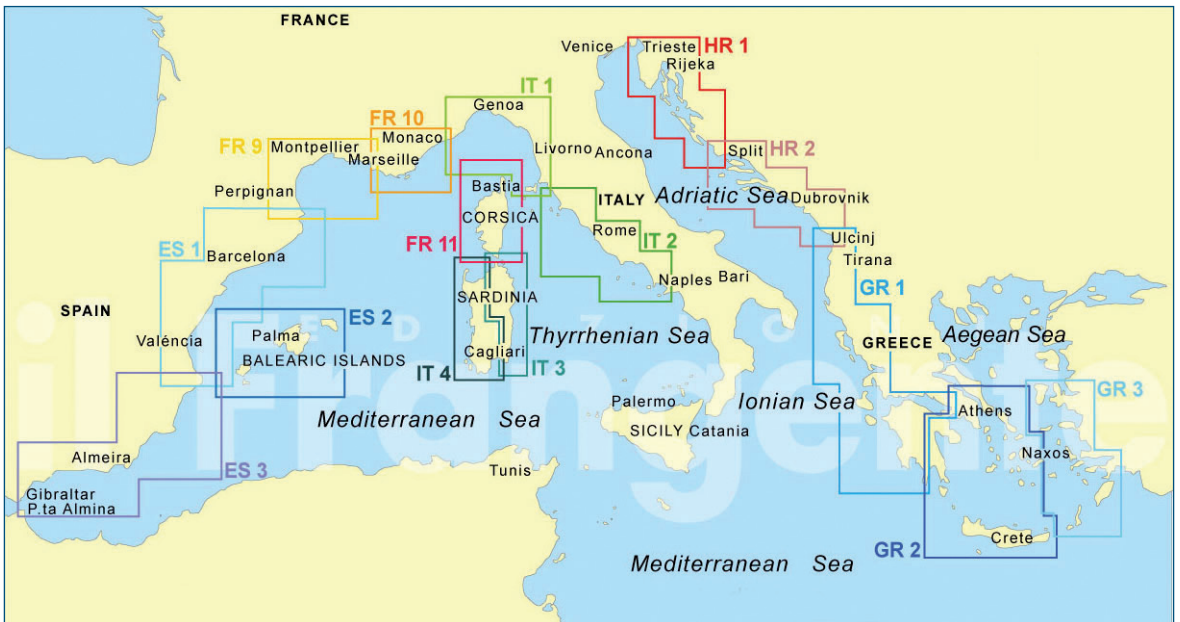 FRANCE
Venice
Trieste
HR 1
Rijeka
IT 1
Genoa
FR 10
Monaco
FR 9
Montpellier
Marseille
Livorno
Ancona
Split
HR 2
Perpignan
Bastia
ITALY
Adriatic Sea
Dubrovnik
CORSICA
Rome
ES 1
Barcelona
FR 11
IT 2
Ulcinj
Tirana
Naples
Bari
SARDINIA
GR 1
SPAIN
ES 2
Palma
Valéncia
BALEARIC ISLANDS
Thyrrhenian Sea
Aegean Sea
GREECE
Cagliari
IT 4
IT 3
GR 3
Mediterranean Sea
Palermo
Ionian Sea
Athens
SICILY
Catania
Almeira
ES 3
Tunis
Naxos
Gibraltar
P.ta Almina
Crete
GR 2
Mediterranean Sea
EDIZIONI
il Frangente